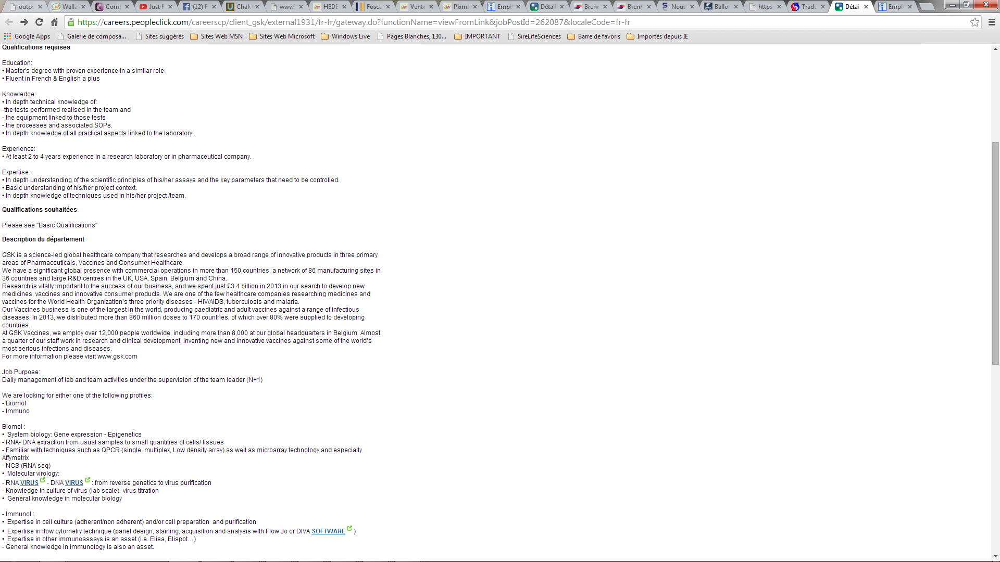 outpu
Walla
Comp
Just F
(12) F
Chale
www.
HEDE
Fosca
Vente
Pixma
Empl
Détail
Brenr
Brenr
Nous
Ballor
https
Tradu
Détai
Empl
https://careers.peopleclick.com/careerscp/client_gsk/external1931/fr-fr/gateway.do?functionName=viewFromLink&jobPostId=262087&localeCode=fr-fr
Google Apps
Galerie de composa...
Sites suggérés
Sites Web MSN
Sites Web Microsoft
Windows Live
Pages Blanches, 130...
IMPORTANT
SireLifeSciences
Barre de favoris
Importés depuis IE
Qualifications requises
Education:
• Master's degree with proven experience in a similar role
• Fluent in French & English a plus
Knowledge:
• In depth technical knowledge of:
-the tests performed realised in the team and
- the equipment linked to those tests
- the processes and associated SOPs.
• In depth knowledge of all practical aspects linked to the laboratory.
Experience:
• At least 2 to 4 years experience in a research laboratory or in pharmaceutical company.
Expertise:
• In depth understanding of the scientific principles of his/her assays and the key parameters that need to be controlled.
• Basic understanding of his/her project context.
• In depth knowledge of techniques used in his/her project /team.
Qualifications souhaitées
Please see "Basic Qualifications"
Description du département
GSK is a science-led global healthcare company that researches and develops a broad range of innovative products in three primary
areas of Pharmaceuticals, Vaccines and Consumer Healthcare.
We have a significant global presence with commercial operations in more than 150 countries, a network of 86 manufacturing sites in
36 countries and large R&D centres in the UK, USA, Spain, Belgium and China.
Research is vitally important to the success of our business, and we spent just £3.4 billion in 2013 in our search to develop new
medicines, vaccines and innovative consumer products. We are one of the few healthcare companies researching medicines and
vaccines for the World Health Organization's three priority diseases - HIV/AIDS, tuberculosis and malaria.
Our Vaccines business is one of the largest in the world, producing paediatric and adult vaccines against a range of infectious
diseases. In 2013, we distributed more than 860 million doses to 170 countries, of which over 80% were supplied to developing
countries.
At GSK Vaccines, we employ over 12,000 people worldwide, including more than 8,000 at our global headquarters in Belgium. Almost
a quarter of our staff work in research and clinical development, inventing new and innovative vaccines against some of the world's
most serious infections and diseases.
For more information please visit www.gsk.com
Job Purpose:
Daily management of lab and team activities under the supervision of the team leader (N+1)
We are looking for either one of the following profiles:
- Biomol
- Immuno
Biomol :
• System biology: Gene expression - Epigenetics
- RNA- DNA extraction from usual samples to small quantities of cells/ tissues
- Familiar with techniques such as QPCR (single, multiplex, Low density array) as well as microarray technology and especially
Affymetrix
- NGS (RNA seq)
• Molecular virology:
- RNA VIRUS - DNA VIRUS : from reverse genetics to virus purification
- Knowledge in culture of virus (lab scale)- virus titration
• General knowledge in molecular biology
- Immunol :
• Expertise in cell culture (adherent/non adherent) and/or cell preparation and purification
• Expertise in flow cytometry technique (panel design, staining, acquisition and analysis with Flow Jo or DIVA SOFTWARE )
• Expertise in other immunoassays is an asset (i.e. Elisa, Elispot…)
- General knowledge in immunology is also an asset.